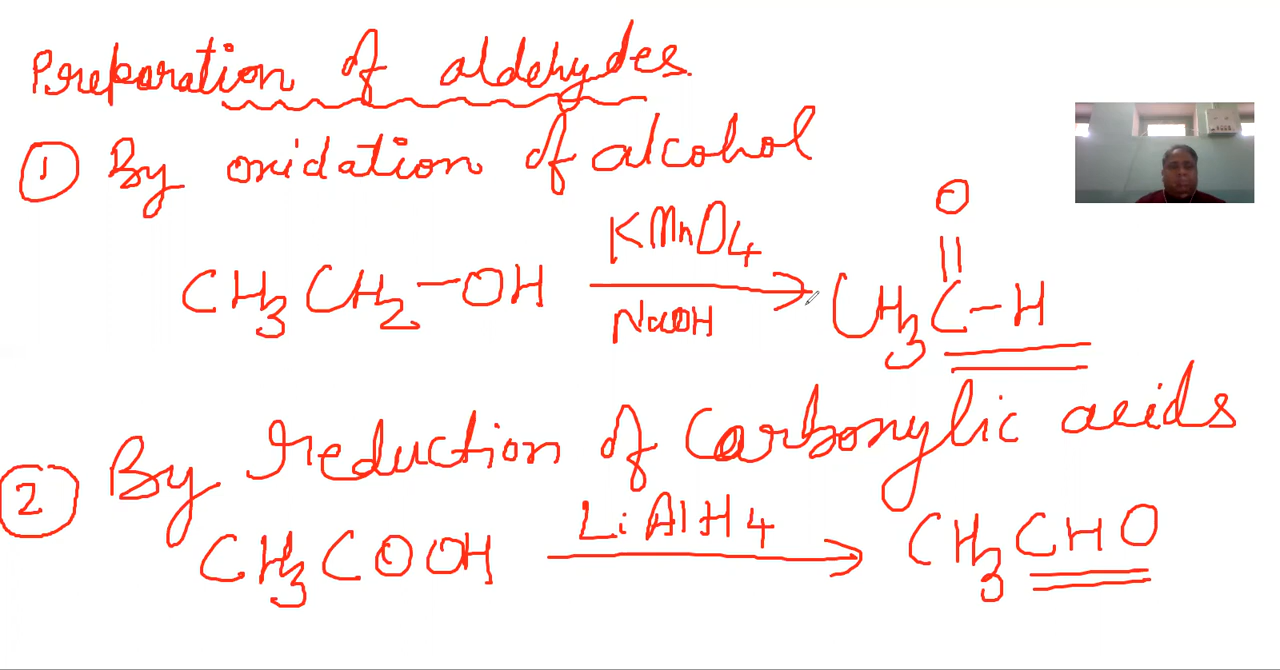 Preparation of aldehydes
① By oxidation of alcohol
CH3CH2-OH KMnO4 NaOH CH3C-H
O
② By reduction of Carbonylic acids
CH3COOH LiAlH4 CH3CHO